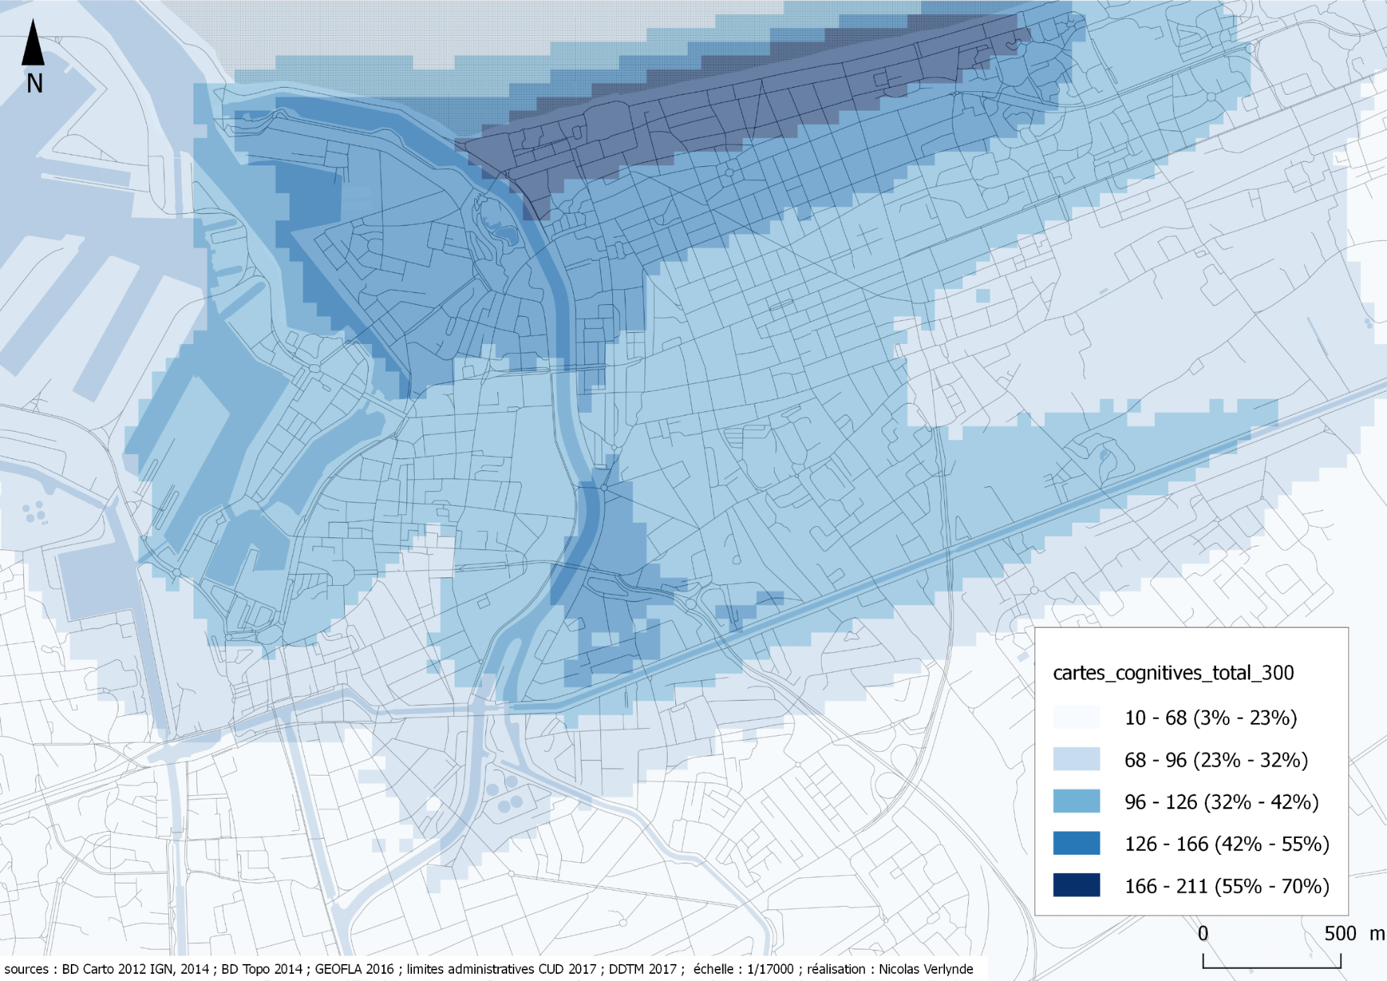 N
cartes_cognitives_total_300
10 - 68 (3% - 23%)
68 - 96 (23% - 32%)
96 - 126 (32% - 42%)
126 - 166 (42% - 55%)
166 - 211 (55% - 70%)
0 500 m
sources : BD Carto 2012 IGN, 2014 ; BD Topo 2014 ; GEOFLA 2016 ; limites administratives CUD 2017 ; DDTM 2017 ; échelle : 1/17000 ; réalisation : Nicolas Verlynde